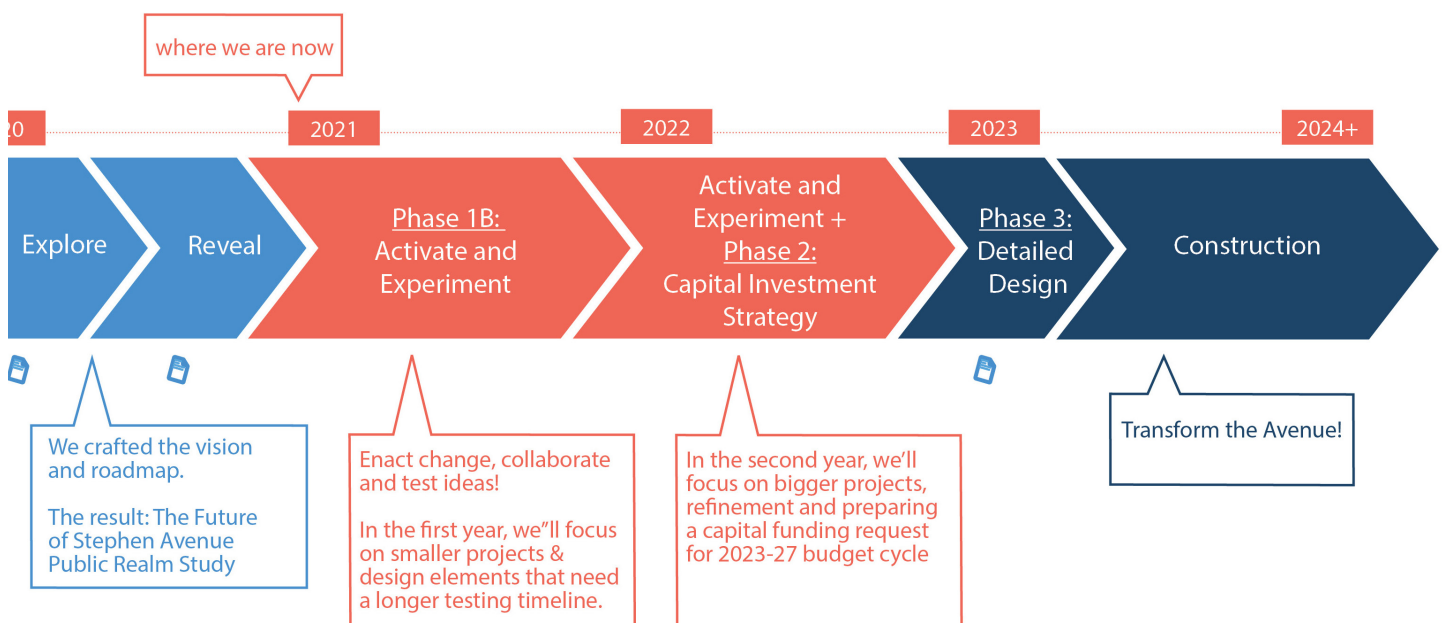 where we are now
20
2021
2022
2023
2024+
Explore
Reveal
Phase 1B:
Activate and
Experiment
Activate and
Experiment +
Phase 2:
Capital Investment
Strategy
Phase 3:
Detailed
Design
Construction
We crafted the vision
and roadmap.
The result: The Future
of Stephen Avenue
Public Realm Study
Enact change, collaborate
and test ideas!
In the first year, we”ll focus
on smaller projects &
design elements that need
a longer testing timeline.
In the second year, we’ll
focus on bigger projects,
refinement and preparing
a capital funding request
for 2023-27 budget cycle
Transform the Avenue!